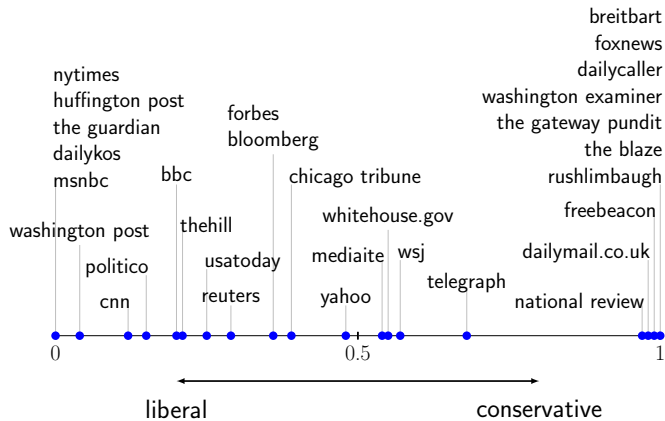 breitbart
foxnews
dailycaller
washington examiner
the gateway pundit
the blaze
rushlimbaugh
nytimes
huffington post
the guardian
dailykos
msnbc
forbes
bloomberg
bbc
chicago tribune
freebeacon
washington post
thehill
whitehouse.gov
politico
usatoday
mediaite
wsj
dailymail.co.uk
telegraph
cnn
reuters
yahoo
national review
0
0.5
1
liberal
conservative